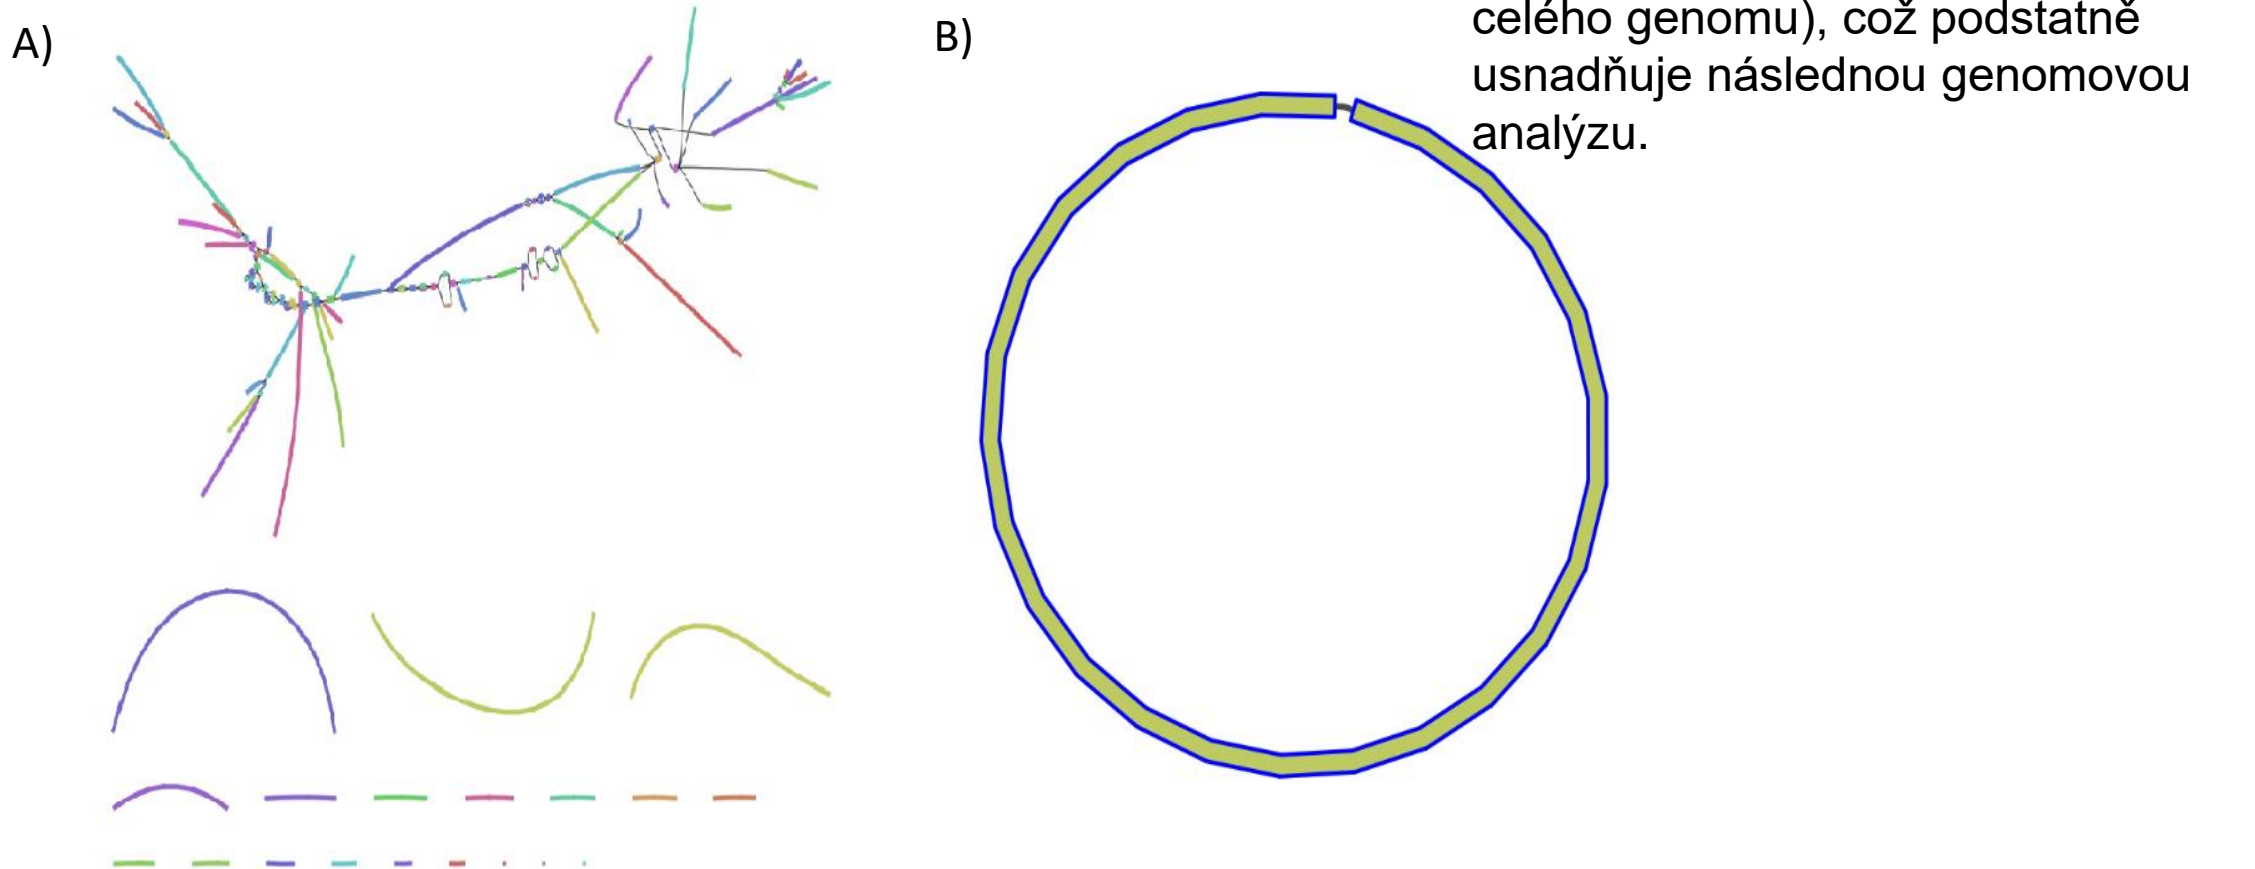 A)
B)
celého genomu), což podstatně
usnadňuje následnou genomovou
analýzu.